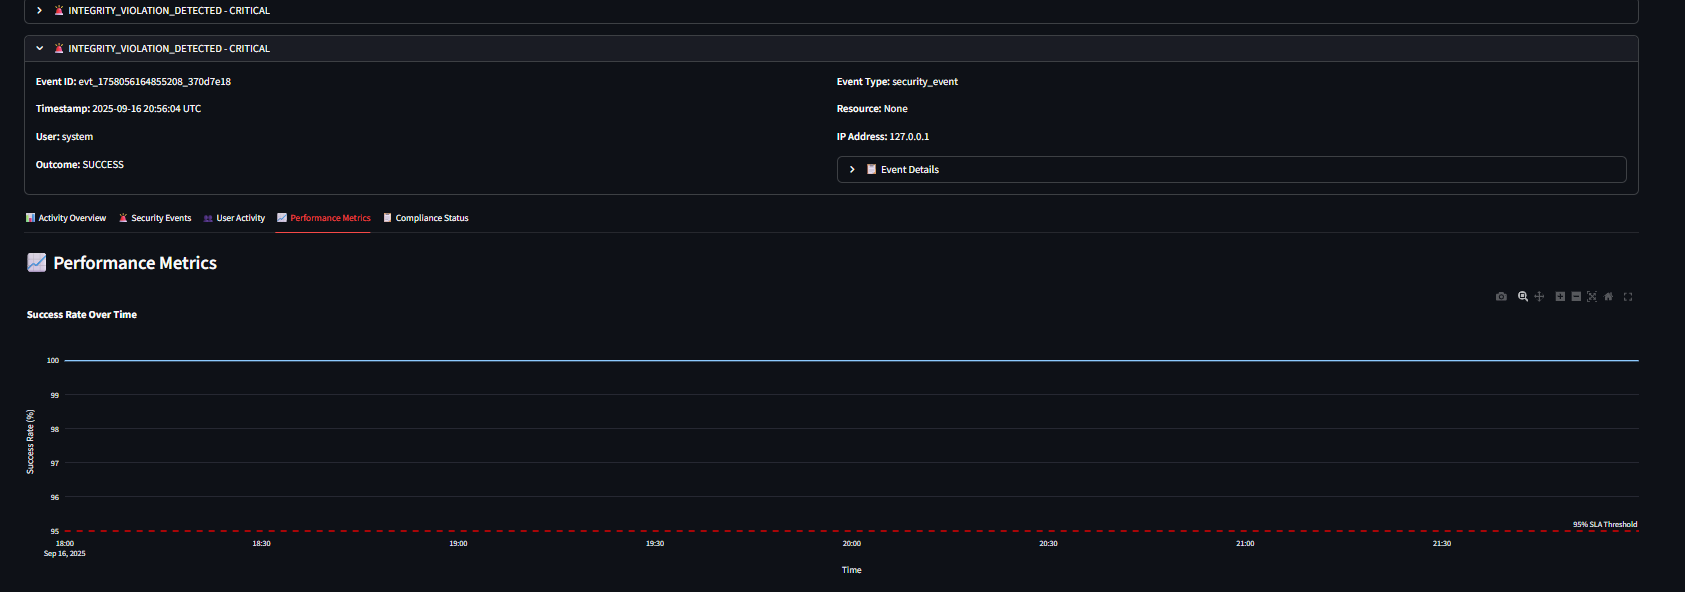 INTEGRITY_VIOLATION_DETECTED - CRITICAL
INTEGRITY_VIOLATION_DETECTED - CRITICAL
Event ID: evt_1758056164855208_370d7e18
Event Type: security_event
Timestamp: 2025-09-16 20:56:04 UTC
Resource: None
User: system
IP Address: 127.0.0.1
Outcome: SUCCESS
Event Details
Activity Overview Security Events User Activity Performance Metrics Compliance Status
Performance Metrics
Success Rate Over Time
100
99
98
97
96
95
Success Rate (%)
95% SLA Threshold
18:00 18:30 19:00 19:30 20:00 20:30 21:00 21:30
Sep 16, 2025
Time